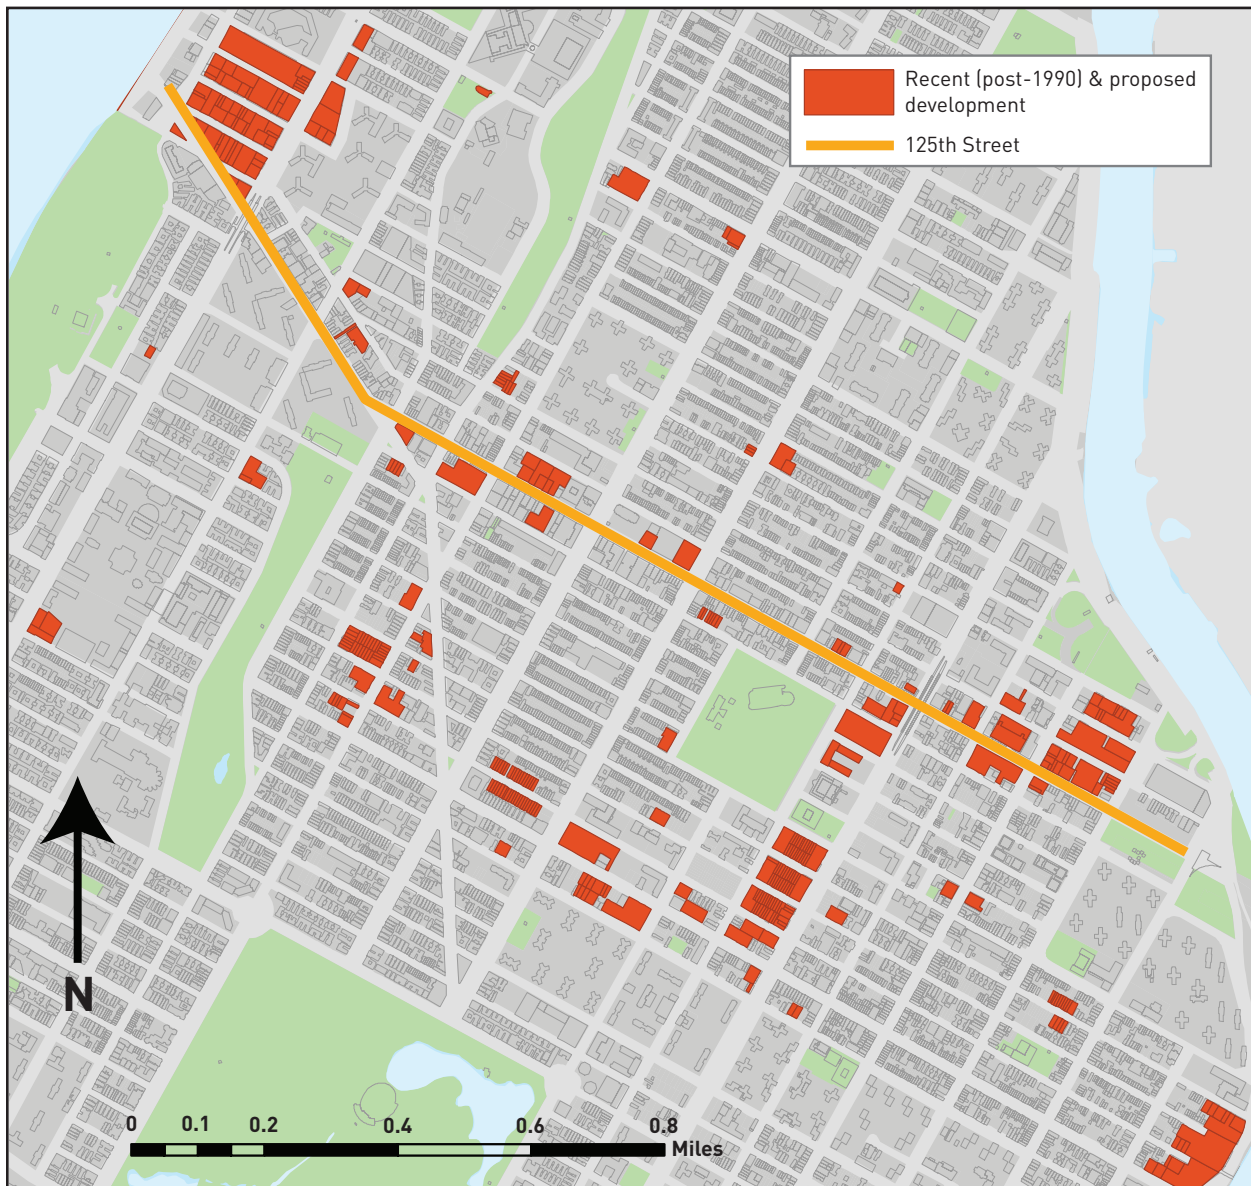 Recent (post-1990) & proposed
development
125th Street
N
0 0.1 0.2 0.4 0.6 0.8
Miles